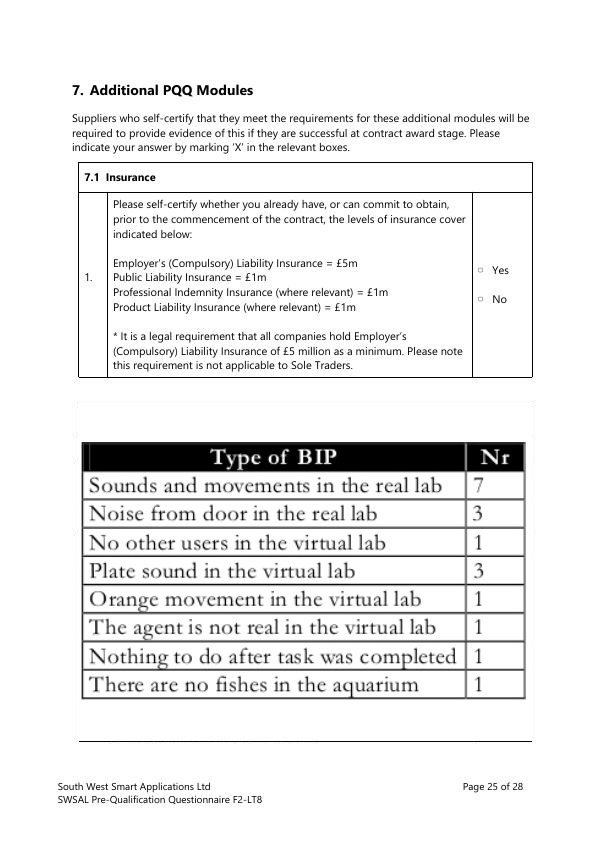 7. Additional PQQ Modules
Suppliers who self-certify that they meet the requirements for these additional modules will be
required to provide evidence of this if they are successful at contract award stage. Please
indicate your answer by marking ‘X’ in the relevant boxes.
7.1 Insurance
1.
Please self-certify whether you already have, or can commit to obtain,
prior to the commencement of the contract, the levels of insurance cover
indicated below:
Employer’s (Compulsory) Liability Insurance = £5m
Public Liability Insurance = £1m
Professional Indemnity Insurance (where relevant) = £1m
Product Liability Insurance (where relevant) = £1m
* It is a legal requirement that all companies hold Employer’s
(Compulsory) Liability Insurance of £5 million as a minimum. Please note
this requirement is not applicable to Sole Traders.
Yes
No
Type of BIP Nr
Sounds and movements in the real lab 7
Noise from door in the real lab 3
No other users in the virtual lab 1
Plate sound in the virtual lab 3
Orange movement in the virtual lab 1
The agent is not real in the virtual lab 1
Nothing to do after task was completed 1
There are no fishes in the aquarium 1
South West Smart Applications Ltd Page 25 of 28
SWSAL Pre-Qualification Questionnaire F2-LT8